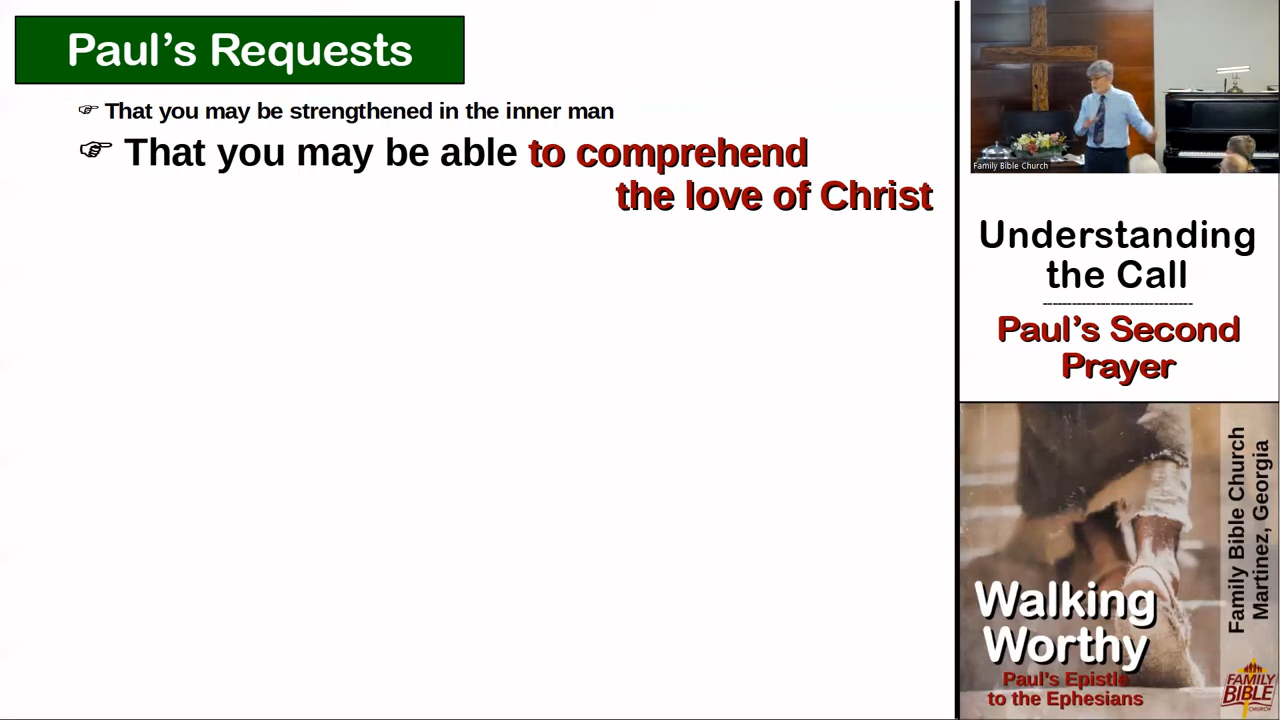 Paul's Requests
☞ That you may be strengthened in the inner man
☞ That you may be able to comprehend
the love of Christ
Family Bible Church
Understanding
the Call
------------------------------
Paul's Second
Prayer
Walking
Worthy
Paul's Epistle
to the Ephesians
Family Bible Church
Martinez, Georgia
FAMILY
BIBLE
CHURCH